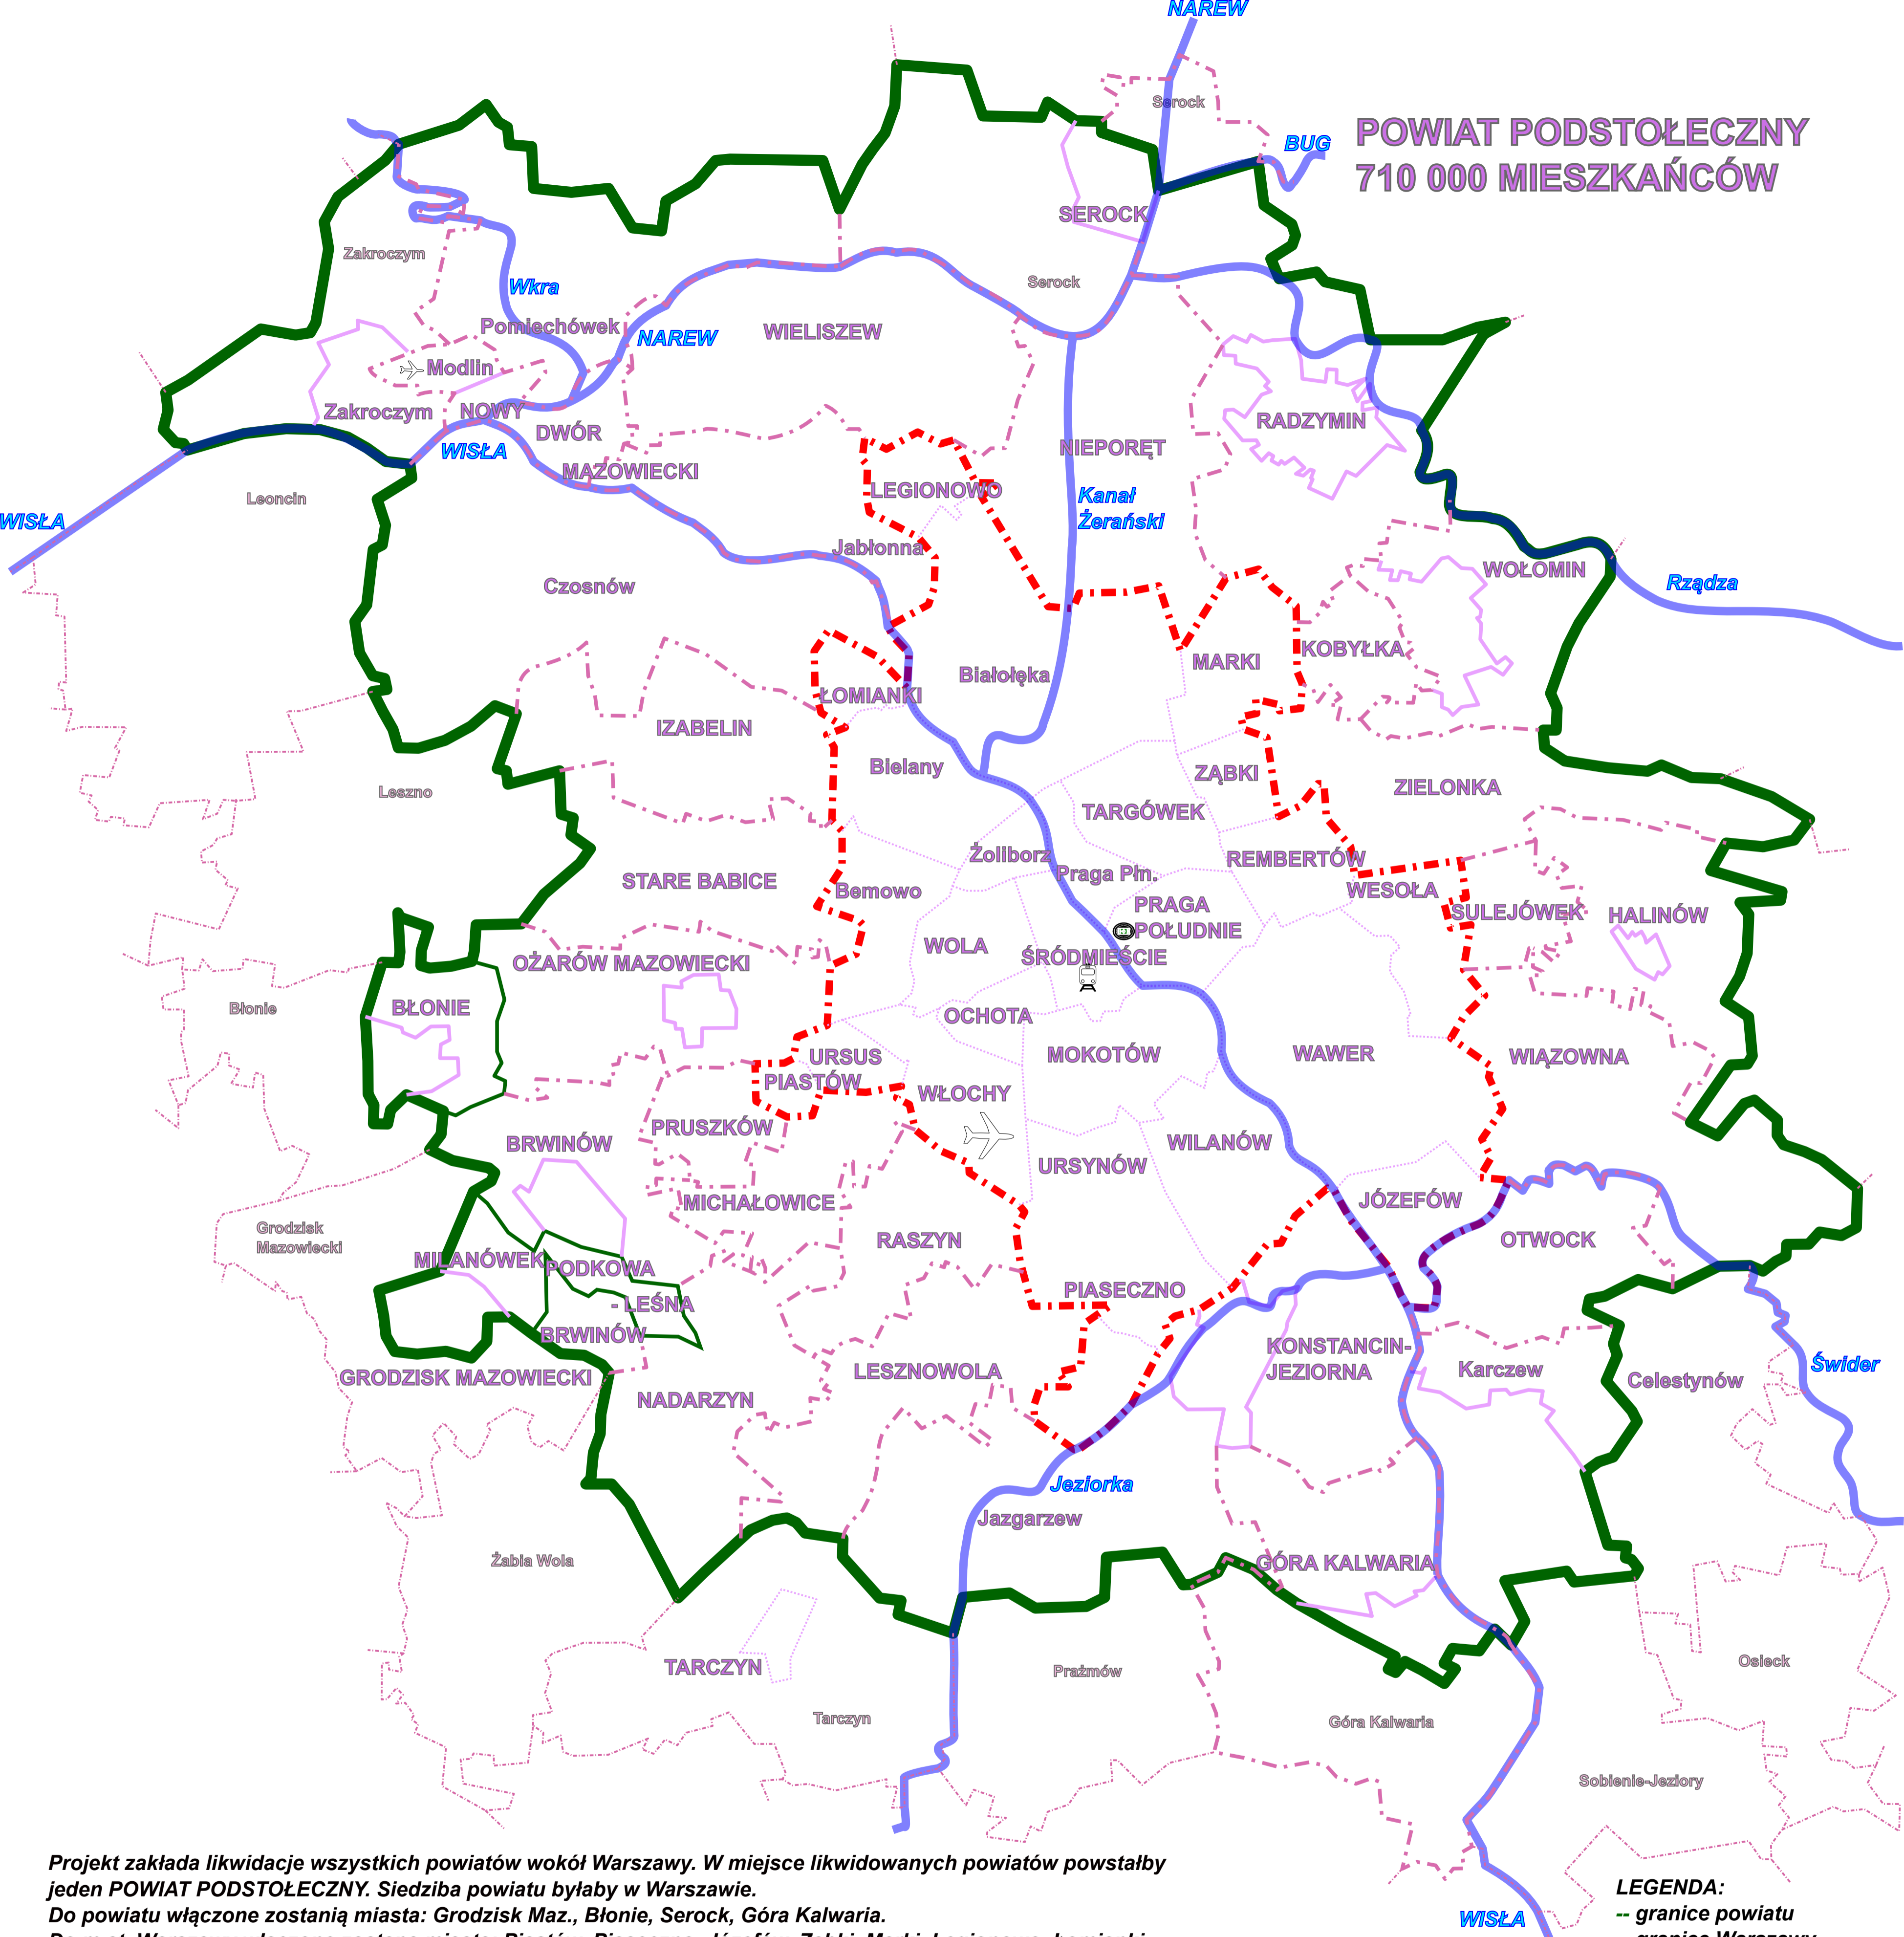 NAREW
Serock
BUG
POWIAT PODSTOŁECZNY
710 000 MIESZKAŃCÓW
SEROCK
Zakroczym
Serock
Wkra
Pomiechówek
NAREW
WIELISZEW
Modlin
Zakroczym
NOWY
DWÓR
MAZOWIECKI
WISŁA
RADZYMIN
NIEPORĘT
LEGIONOWO
Leoncin
WISŁA
Kanał
Żerański
Jabłonna
Czosnów
WOŁOMIN
Rządza
KOBYŁKA
MARKI
Białołęka
ŁOMIANKI
IZABELIN
Bielany
ZĄBKI
ZIELONKA
Leszno
TARGÓWEK
Żoliborz
REMBERTÓW
Praga Płn.
STARE BABICE
Bemowo
WESOŁA
PRAGA
POŁUDNIE
SULEJÓWEK
HALINÓW
WOLA
ŚRÓDMIEŚCIE
OŻARÓW MAZOWIECKI
BŁONIE
Błonie
OCHOTA
URSUS
MOKOTÓW
WAWER
WIĄZOWNA
PIASTÓW
WŁOCHY
PRUSZKÓW
BRWINÓW
WILANÓW
URSYNÓW
MICHAŁOWICE
JÓZEFÓW
Grodzisk
Mazowiecki
RASZYN
OTWOCK
MILANÓWEK
PODKOWA
- LEŚNA
PIASECZNO
BRWINÓW
KONSTANCIN-
JEZIORNA
GRODZISK MAZOWIECKI
LESZNOWOLA
Karczew
Celestynów
Świder
NADARZYN
Jeziorka
Jazgarzew
Żabia Wola
GÓRA KALWARIA
TARCZYN
Prażmów
Osieck
Tarczyn
Góra Kalwaria
Sobienie-Jeziory
Projekt zakłada likwidacje wszystkich powiatów wokół Warszawy. W miejsce likwidowanych powiatów powstałby
jeden POWIAT PODSTOŁECZNY. Siedziba powiatu byłaby w Warszawie.
Do powiatu włączone zostaną miasta: Grodzisk Maz., Błonie, Serock, Góra Kalwaria.
LEGENDA:
-- granice powiatu
WISŁA